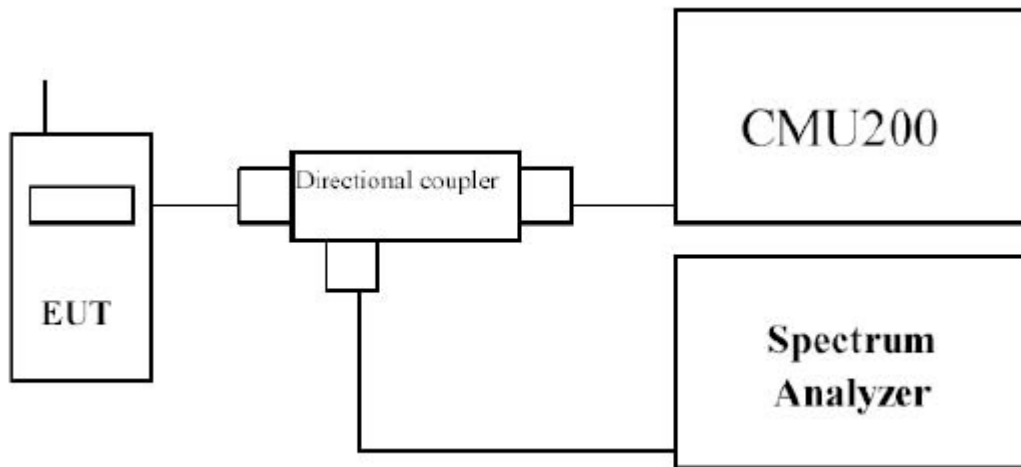 CMU200
Directional coupler
EUT
Spectrum
Analyzer